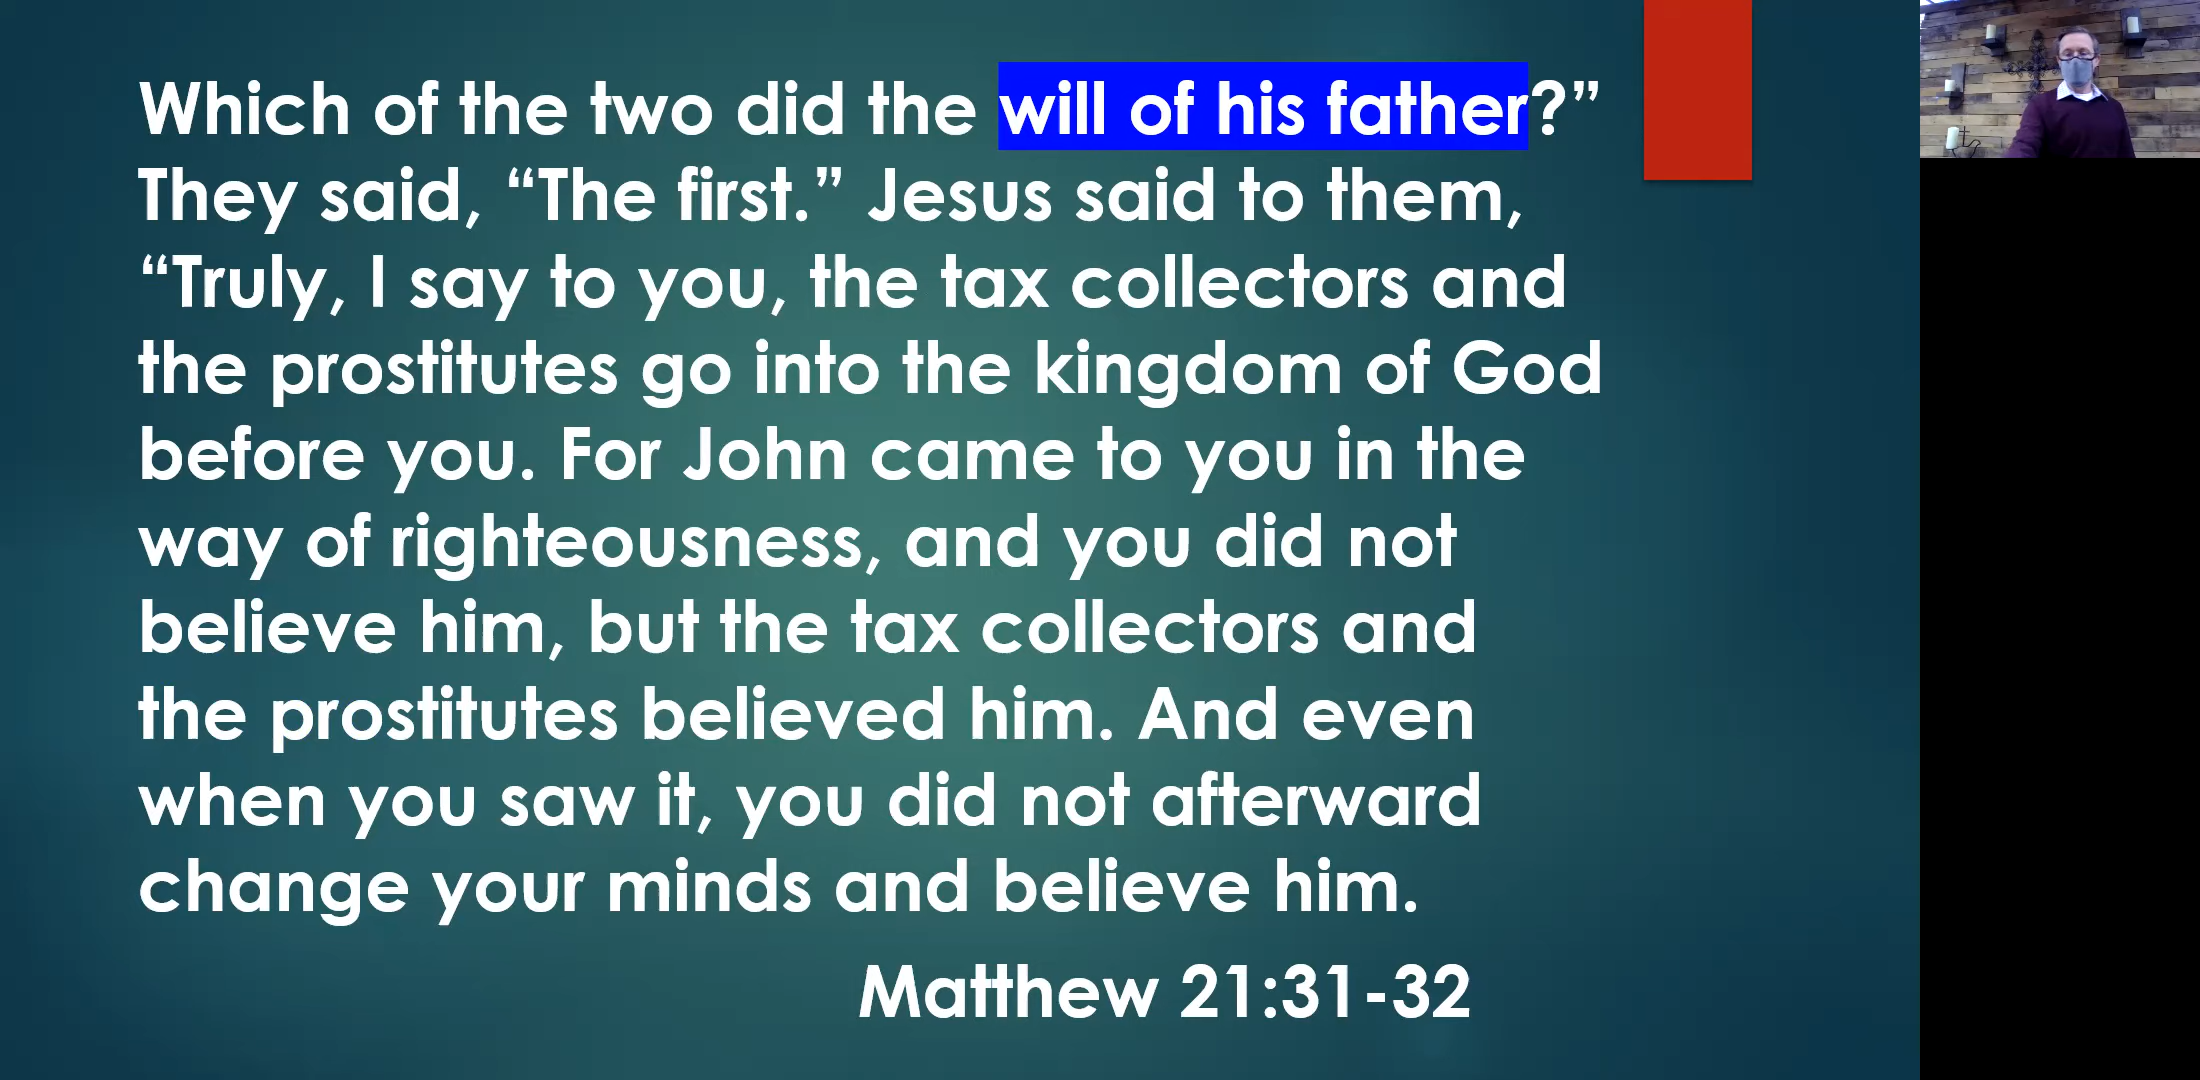 Which of the two did the will of his father?”
They said, “The first.” Jesus said to them,
“Truly, I say to you, the tax collectors and
the prostitutes go into the kingdom of God
before you. For John came to you in the
way of righteousness, and you did not
believe him, but the tax collectors and
the prostitutes believed him. And even
when you saw it, you did not afterward
change your minds and believe him.
Matthew 21:31-32